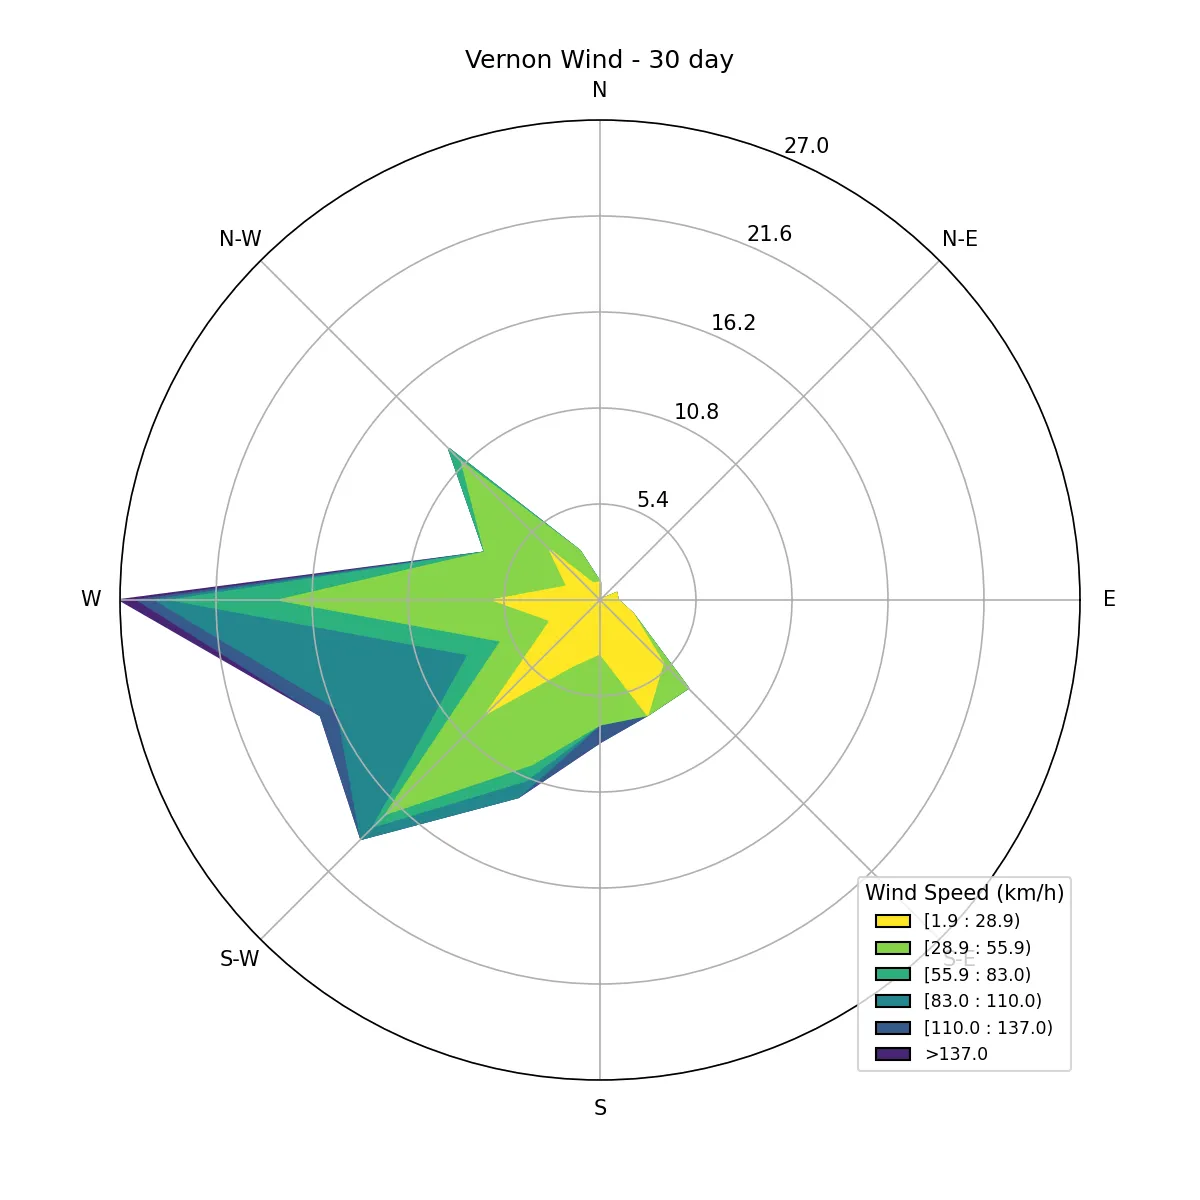 Vernon Wind - 30 day
N
27.0
N-W
21.6
N-E
16.2
10.8
5.4
W
E
Wind Speed (km/h)
[1.9 : 28.9)
[28.9 : 55.9)
S-W
S-E
[55.9 : 83.0)
[83.0 : 110.0)
[110.0 : 137.0)
>137.0
S